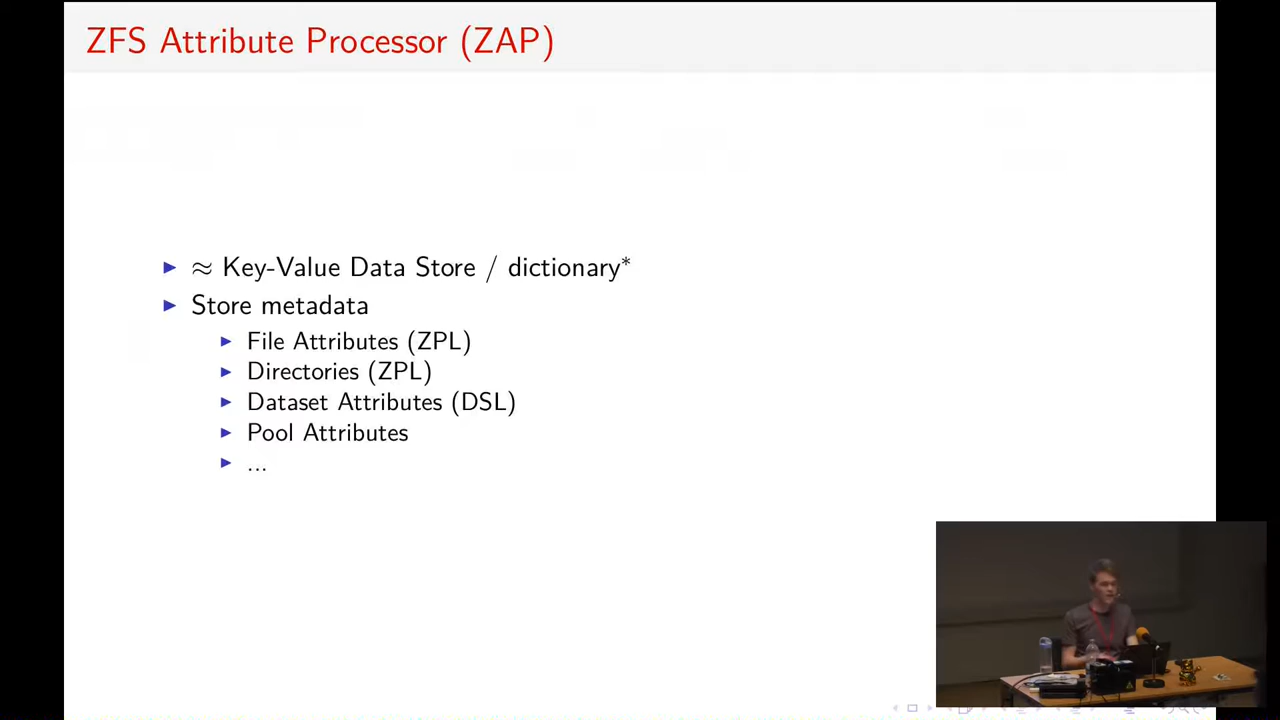 ZFS Attribute Processor (ZAP)
≈ Key-Value Data Store / dictionary*
Store metadata
File Attributes (ZPL)
Directories (ZPL)
Dataset Attributes (DSL)
Pool Attributes
...